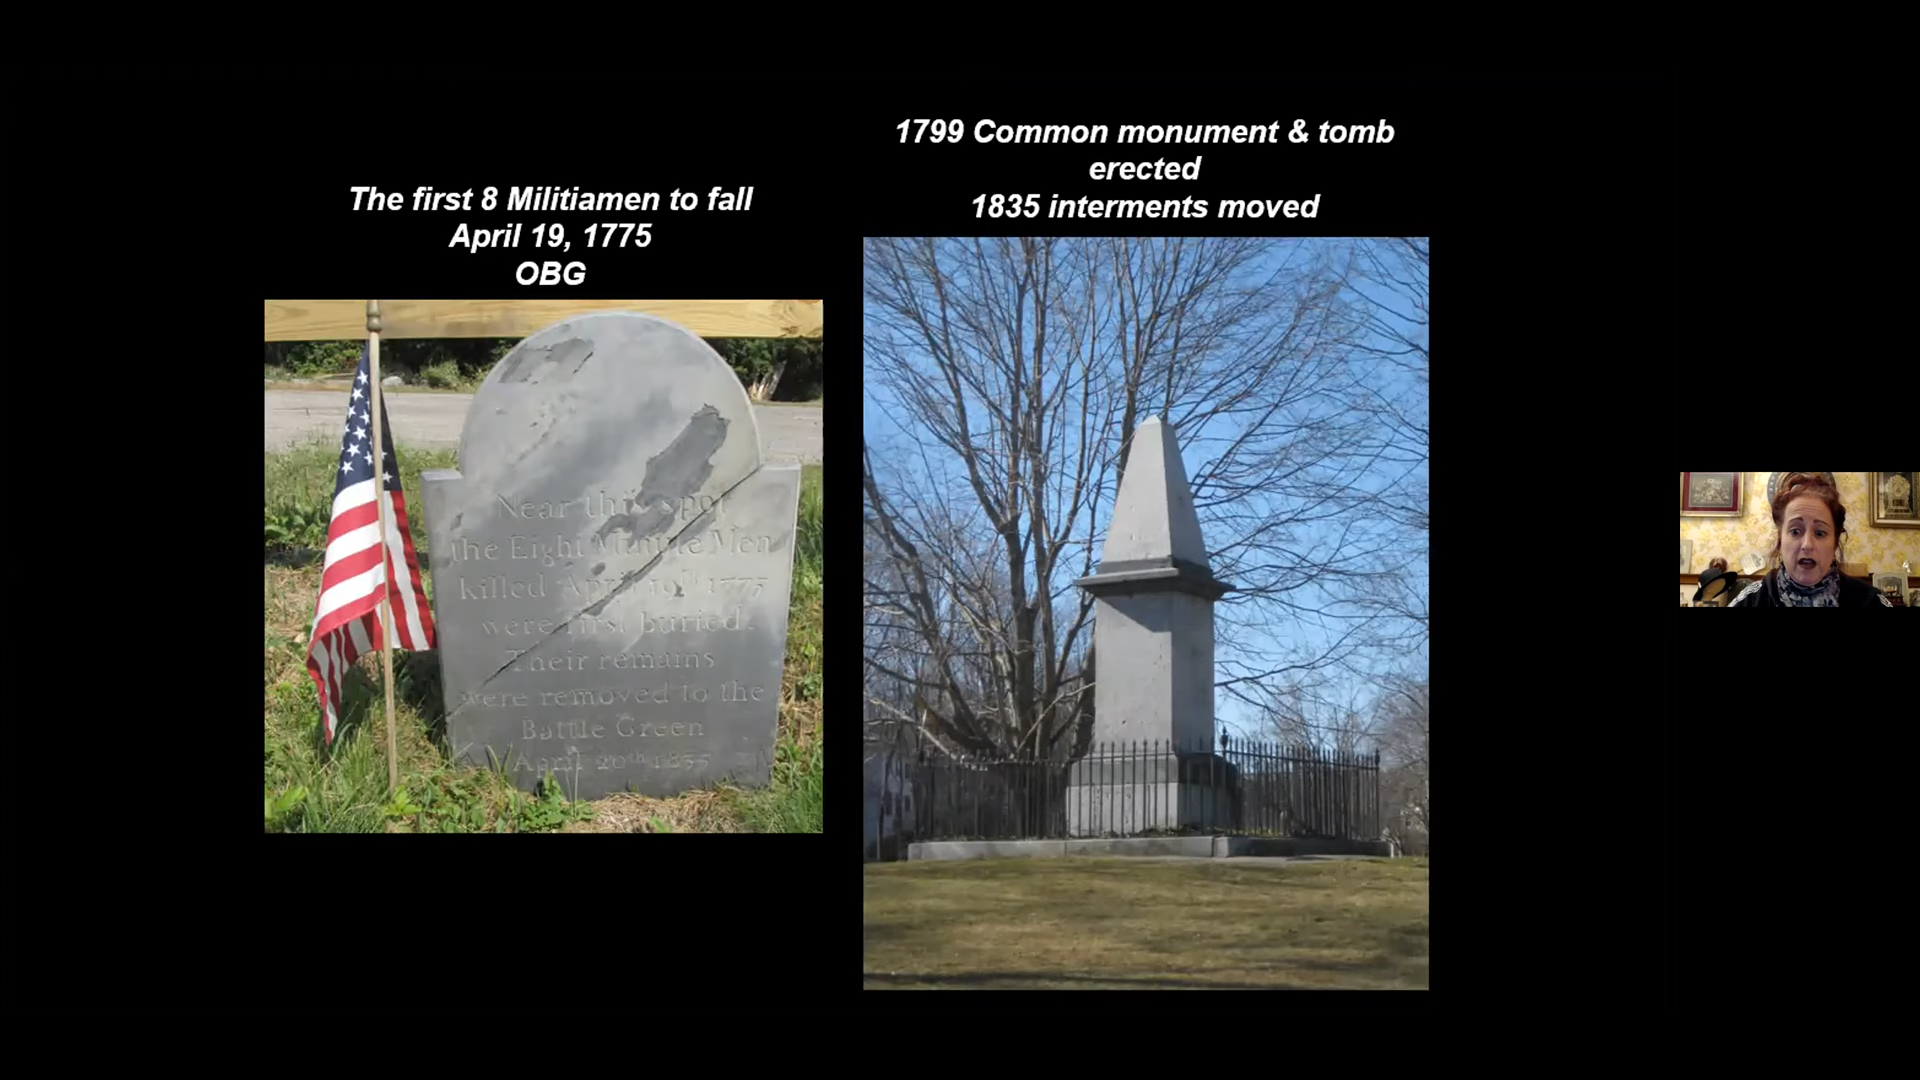 The first 8 Militiamen to fall
April 19, 1775
OBG
1799 Common monument & tomb
erected
1835 interments moved
Near this spot
the Eight Minute Men
killed April 19th 1775
were first buried.
Their remains
were removed to the
Battle Green
April 20th 1835